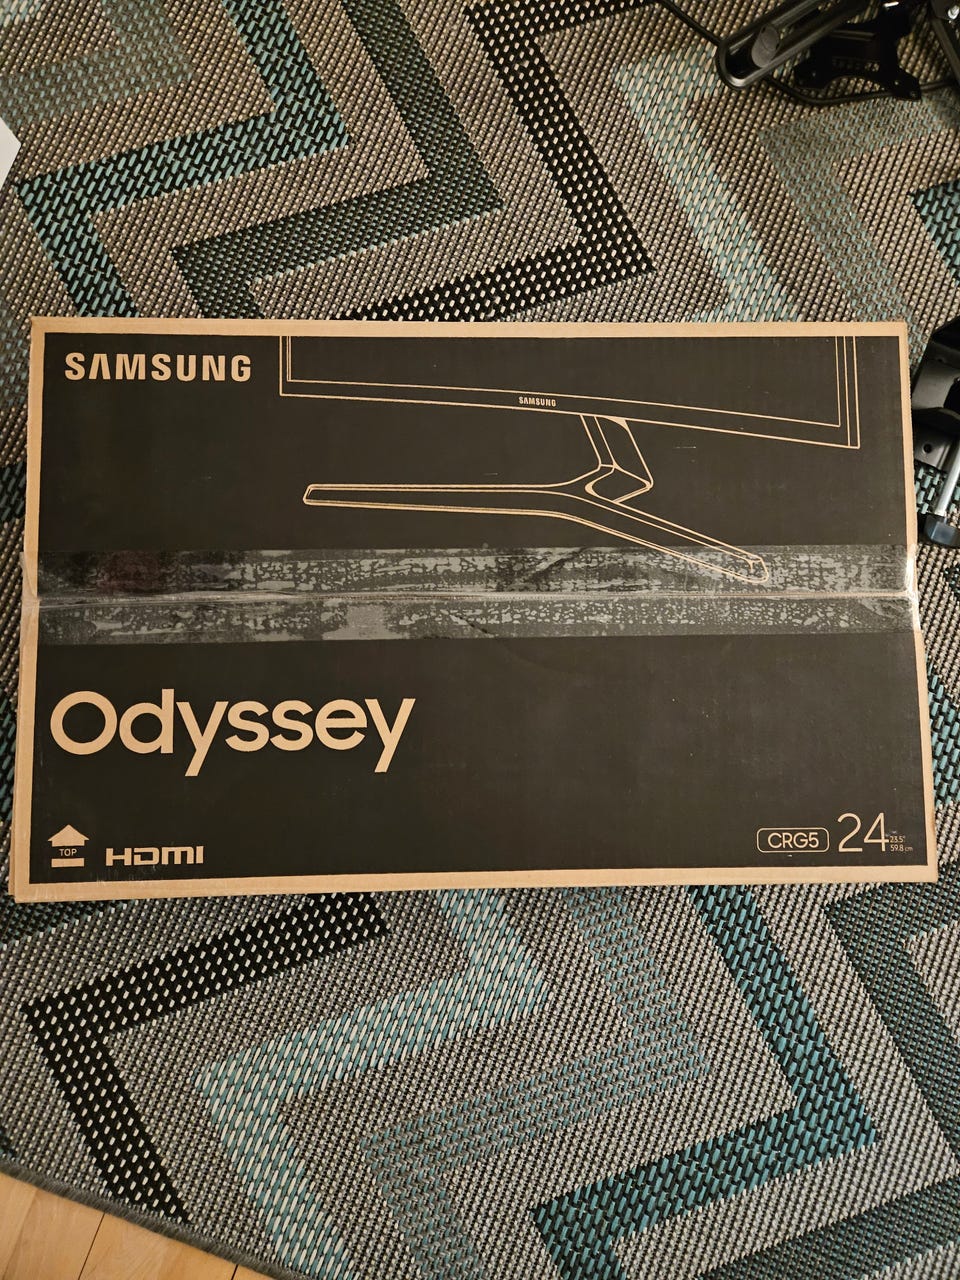 SAMSUNG
SAMSUNG
Odyssey
TOP
HDMI
CRG5
24
23.5"
59.8 cm